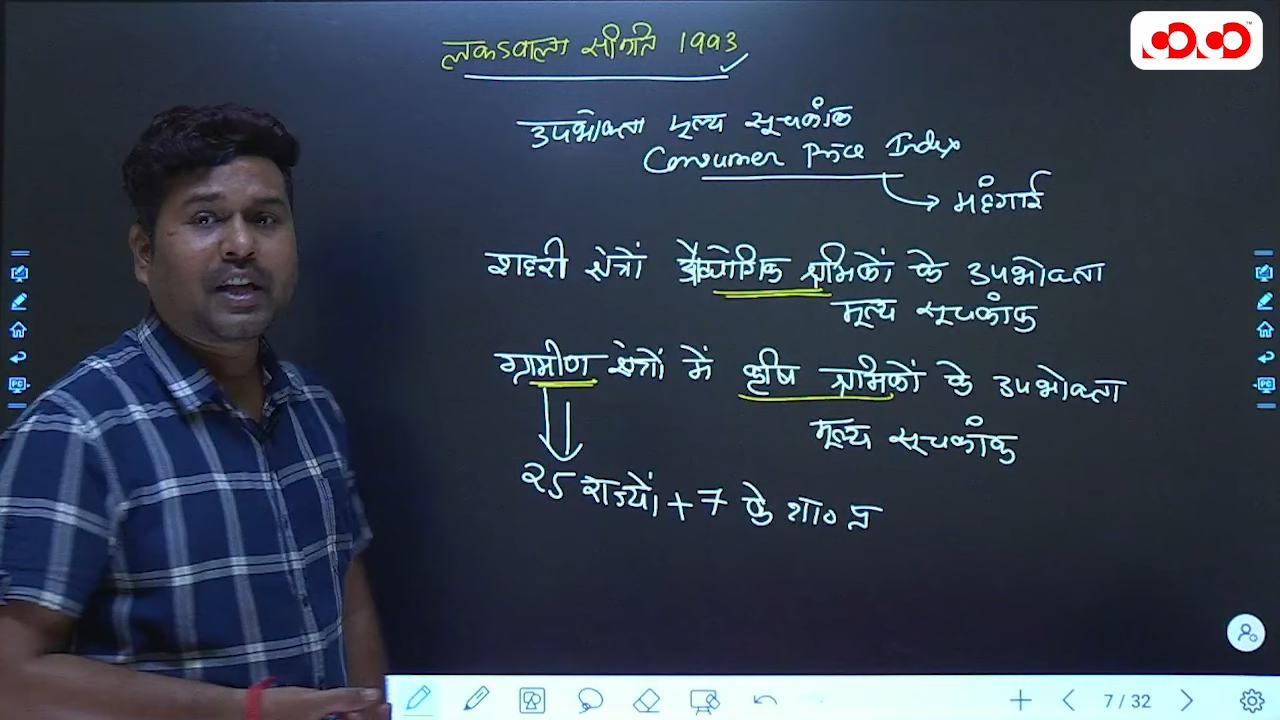 लकडवाला समिति 1993
उपभोक्ता मूल्य सूचकांक
Consumer Price Index
महंगाई
शहरी क्षेत्रों औद्योगिक श्रमिकों के उपभोक्ता
मूल्य सूचकांक
ग्रामीण क्षेत्रों में कृषि श्रमिकों के उपभोक्ता
मूल्य सूचकांक
25 राज्यों + 7 के शा० प्र
7 / 32